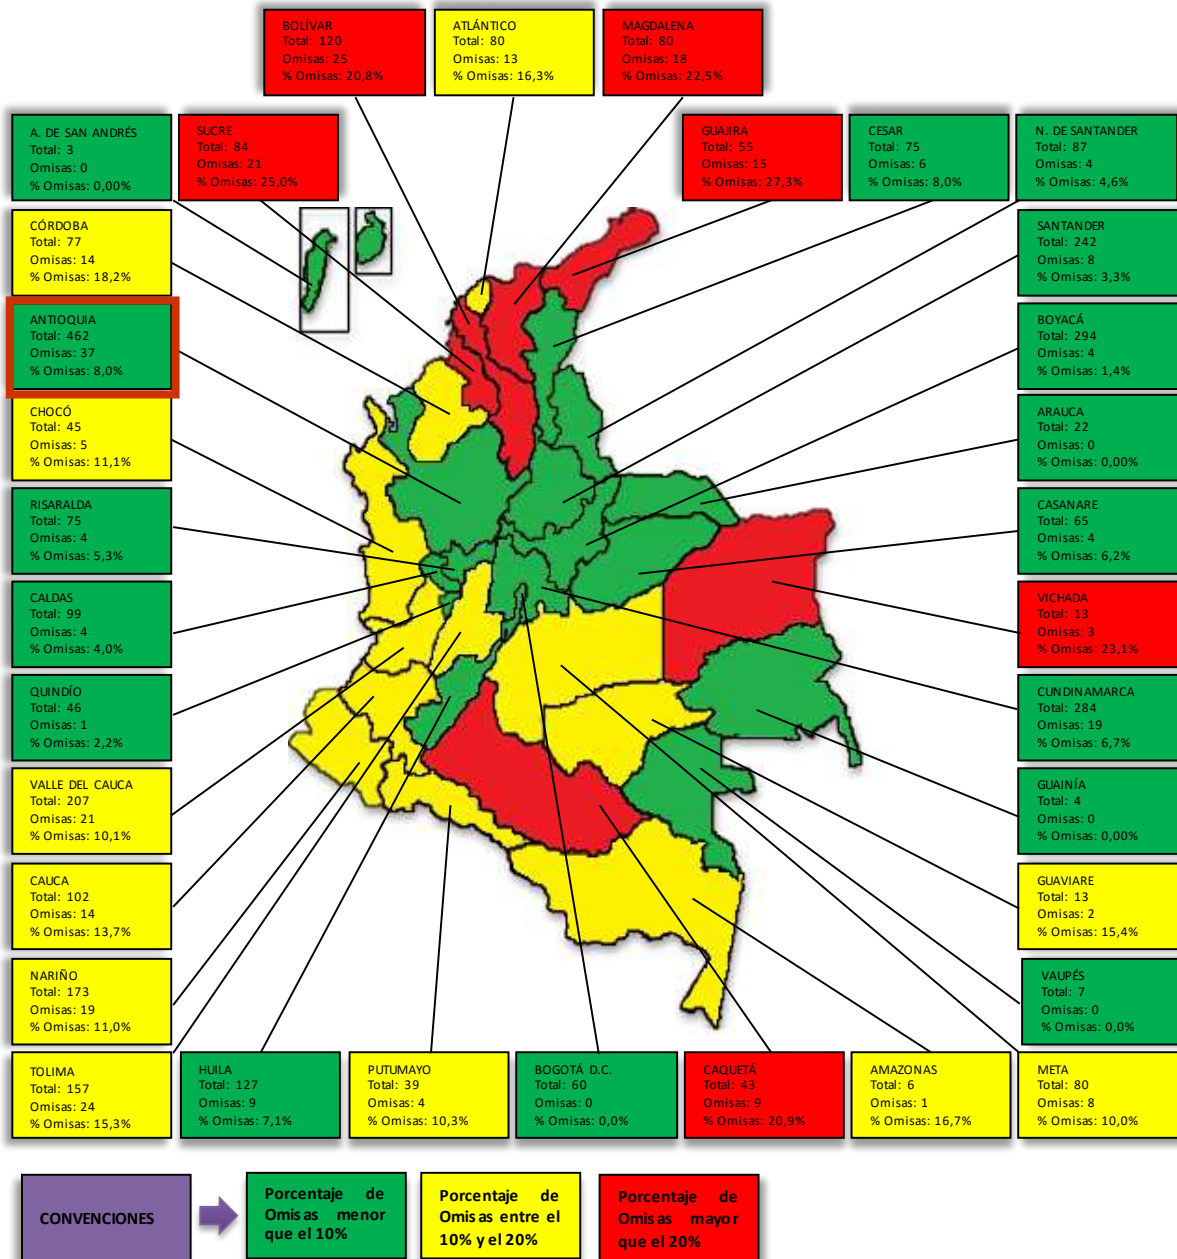 BOLÍVAR
Total: 120
Omisas: 25
% Omisas: 20,8%
ATLÁNTICO
Total: 80
Omisas: 13
% Omisas: 16,3%
MAGDALENA
Total: 80
Omisas: 18
% Omisas: 22,5%
A. DE SAN ANDRÉS
Total: 3
Omisas: 0
% Omisas: 0,00%
SUCRE
Total: 84
Omisas: 21
% Omisas: 25,0%
GUAJIRA
Total: 55
Omisas: 15
% Omisas: 27,3%
CESAR
Total: 75
Omisas: 6
% Omisas: 8,0%
N. DE SANTANDER
Total: 87
Omisas: 4
% Omisas: 4,6%
CÓRDOBA
Total: 77
Omisas: 14
% Omisas: 18,2%
SANTANDER
Total: 242
Omisas: 8
% Omisas: 3,3%
ANTIOQUIA
Total: 462
Omisas: 37
% Omisas: 8,0%
BOYACÁ
Total: 294
Omisas: 4
% Omisas: 1,4%
CHOCÓ
Total: 45
Omisas: 5
% Omisas: 11,1%
ARAUCA
Total: 22
Omisas: 0
% Omisas: 0,00%
RISARALDA
Total: 75
Omisas: 4
% Omisas: 5,3%
CASANARE
Total: 65
Omisas: 4
% Omisas: 6,2%
CALDAS
Total: 99
Omisas: 4
% Omisas: 4,0%
VICHADA
Total: 13
Omisas: 3
% Omisas: 23,1%
QUINDÍO
Total: 46
Omisas: 1
% Omisas: 2,2%
CUNDINAMARCA
Total: 284
Omisas: 19
% Omisas: 6,7%
VALLE DEL CAUCA
Total: 207
Omisas: 21
% Omisas: 10,1%
GUAINÍA
Total: 4
Omisas: 0
% Omisas: 0,00%
CAUCA
Total: 102
Omisas: 14
% Omisas: 13,7%
GUAVIARE
Total: 13
Omisas: 2
% Omisas: 15,4%
NARIÑO
Total: 173
Omisas: 19
% Omisas: 11,0%
VAUPÉS
Total: 7
Omisas: 0
% Omisas: 0,0%
TOLIMA
Total: 157
Omisas: 24
% Omisas: 15,3%
HUILA
Total: 127
Omisas: 9
% Omisas: 7,1%
PUTUMAYO
Total: 39
Omisas: 4
% Omisas: 10,3%
BOGOTÁ D.C.
Total: 60
Omisas: 0
% Omisas: 0,0%
CAQUETÁ
Total: 43
Omisas: 9
% Omisas: 20,9%
AMAZONAS
Total: 6
Omisas: 1
% Omisas: 16,7%
META
Total: 80
Omisas: 8
% Omisas: 10,0%
CONVENCIONES
Porcentaje de
Omisas menor
que el 10%
Porcentaje de
Omisas entre el
10% y el 20%
Porcentaje de
Omisas mayor
que el 20%